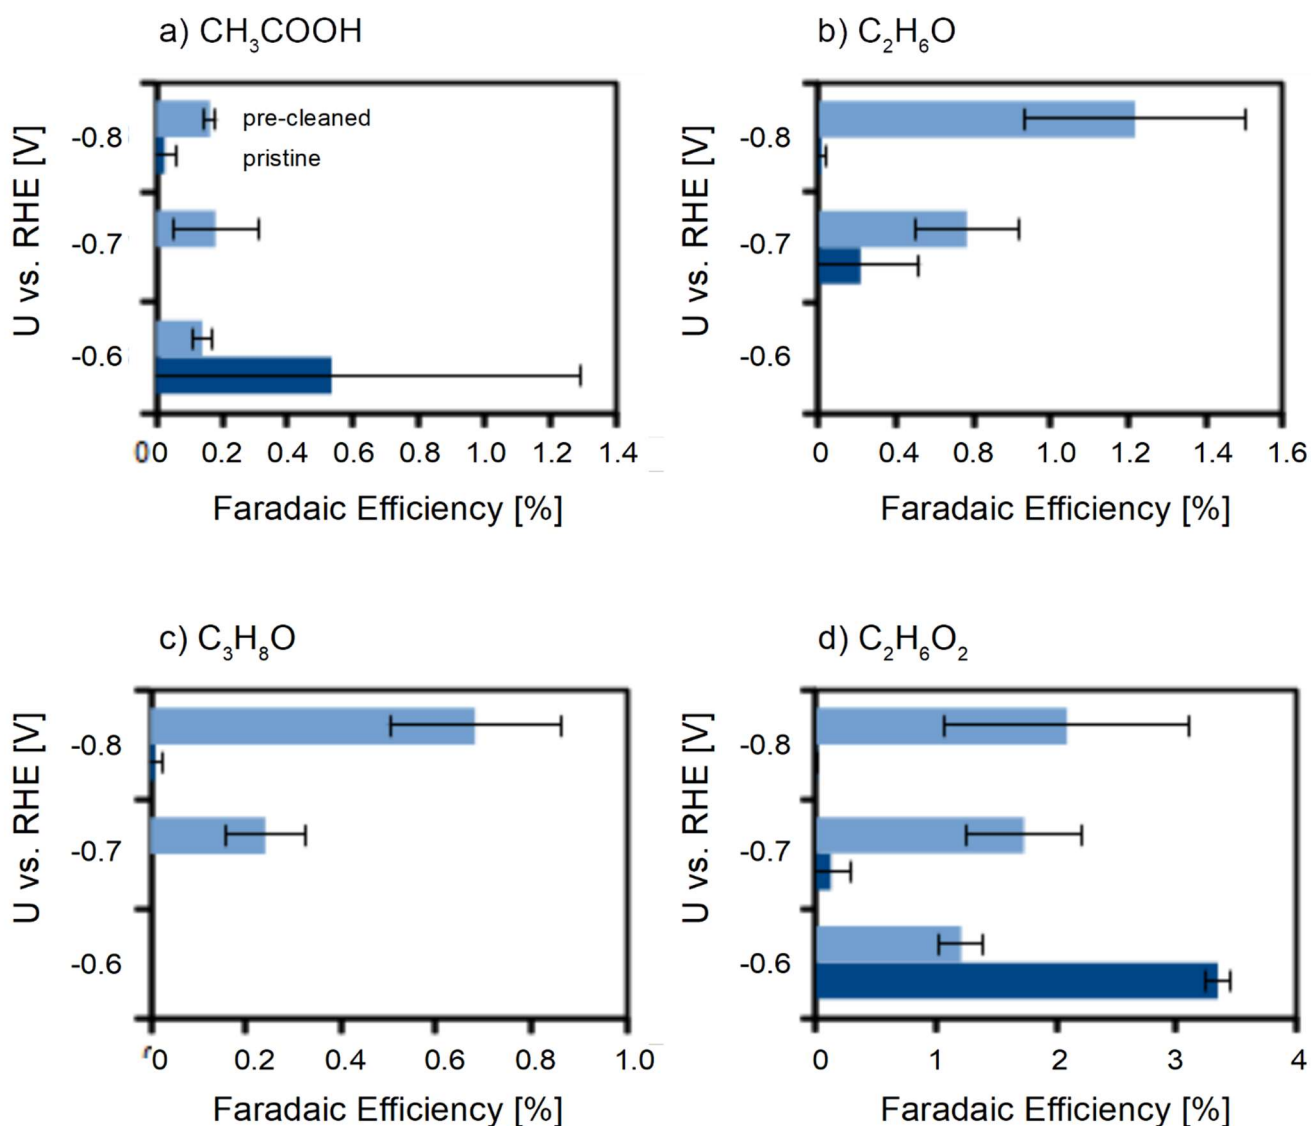 a) CH₃COOH
b) C₂H₆O
U vs. RHE [V]
-0.8
-0.7
-0.6
pre-cleaned
pristine
0.0 0.2 0.4 0.6 0.8 1.0 1.2 1.4
Faradaic Efficiency [%]
U vs. RHE [V]
-0.8
-0.7
-0.6
0 0.4 0.8 1.0 1.2 1.4 1.6
Faradaic Efficiency [%]
c) C₃H₈O
d) C₂H₆O₂
U vs. RHE [V]
-0.8
-0.7
-0.6
0 0.2 0.4 0.6 0.8 1.0
Faradaic Efficiency [%]
U vs. RHE [V]
-0.8
-0.7
-0.6
0 1 2 3 4
Faradaic Efficiency [%]